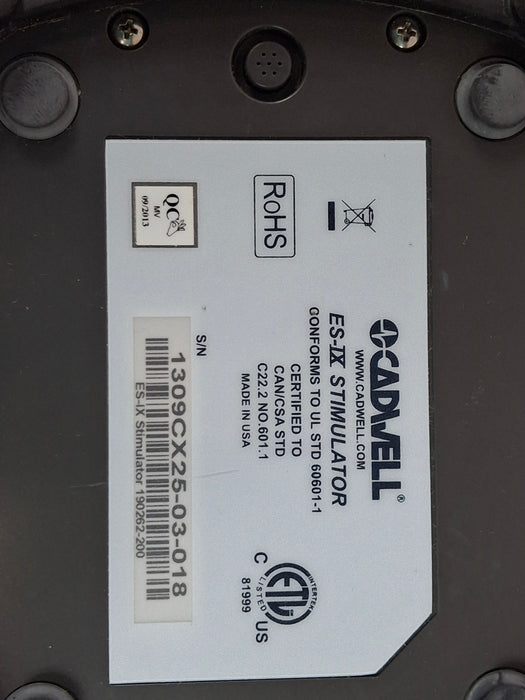 CADWELL®
WWW.CADWELL.COM
ES-IX STIMULATOR
CONFORMS TO UL STD 60601-1
CERTIFIED TO
CAN/CSA STD
C22.2 NO.601.1
MADE IN USA
RoHS
QC
MV
09/2013
ETL
INTERTEK
LISTED
C US
81999
S/N
1309CX25-03-018
ES-IX Stimulator 190262-200